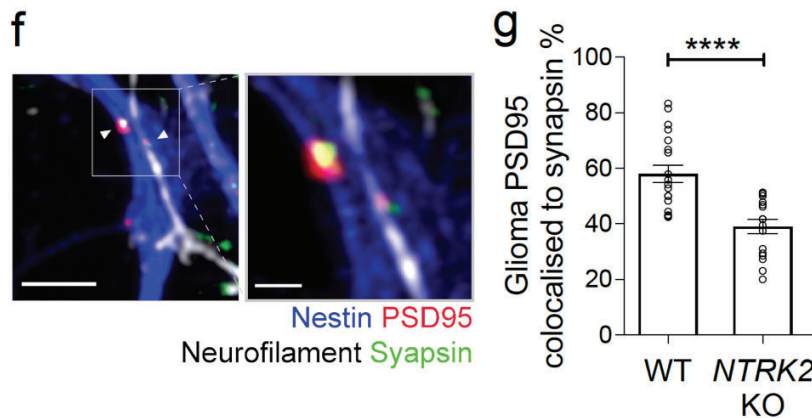 f
Nestin PSD95
Neurofilament Syapsin
g
Glioma PSD95
colocalised to synapsin %
100
80
60
40
20
0
****
WT NTRK2
KO